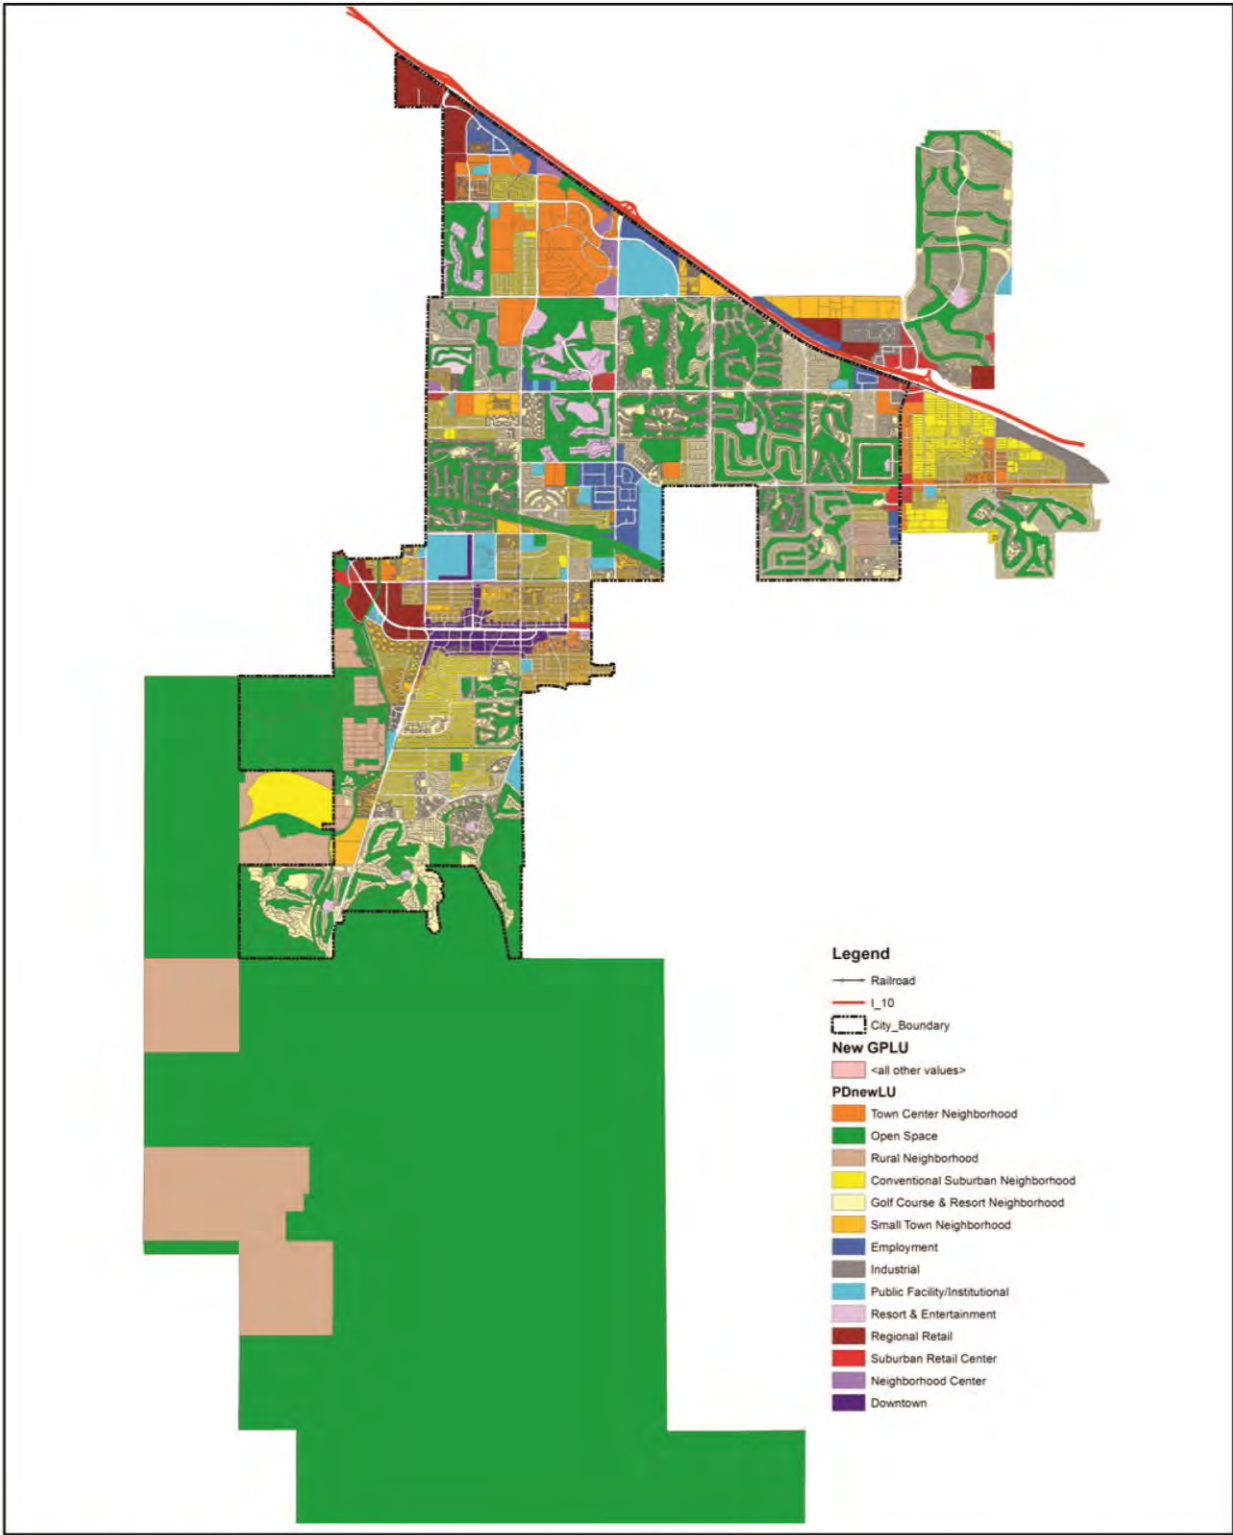 Legend
Railroad
I_10
City_Boundary
New GPLU
<all other values>
PDnewLU
Town Center Neighborhood
Open Space
Rural Neighborhood
Conventional Suburban Neighborhood
Golf Course & Resort Neighborhood
Small Town Neighborhood
Employment
Industrial
Public Facility/Institutional
Resort & Entertainment
Regional Retail
Suburban Retail Center
Neighborhood Center
Downtown